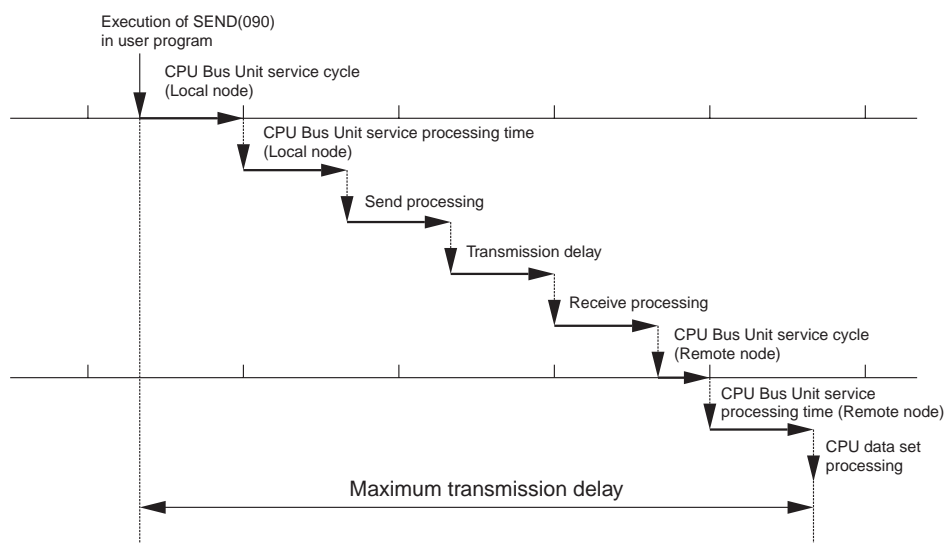 Execution of SEND(090)
in user program
CPU Bus Unit service cycle
(Local node)
CPU Bus Unit service processing time
(Local node)
Send processing
Transmission delay
Receive processing
CPU Bus Unit service cycle
(Remote node)
CPU Bus Unit service
processing time (Remote node)
CPU data set
processing
Maximum transmission delay